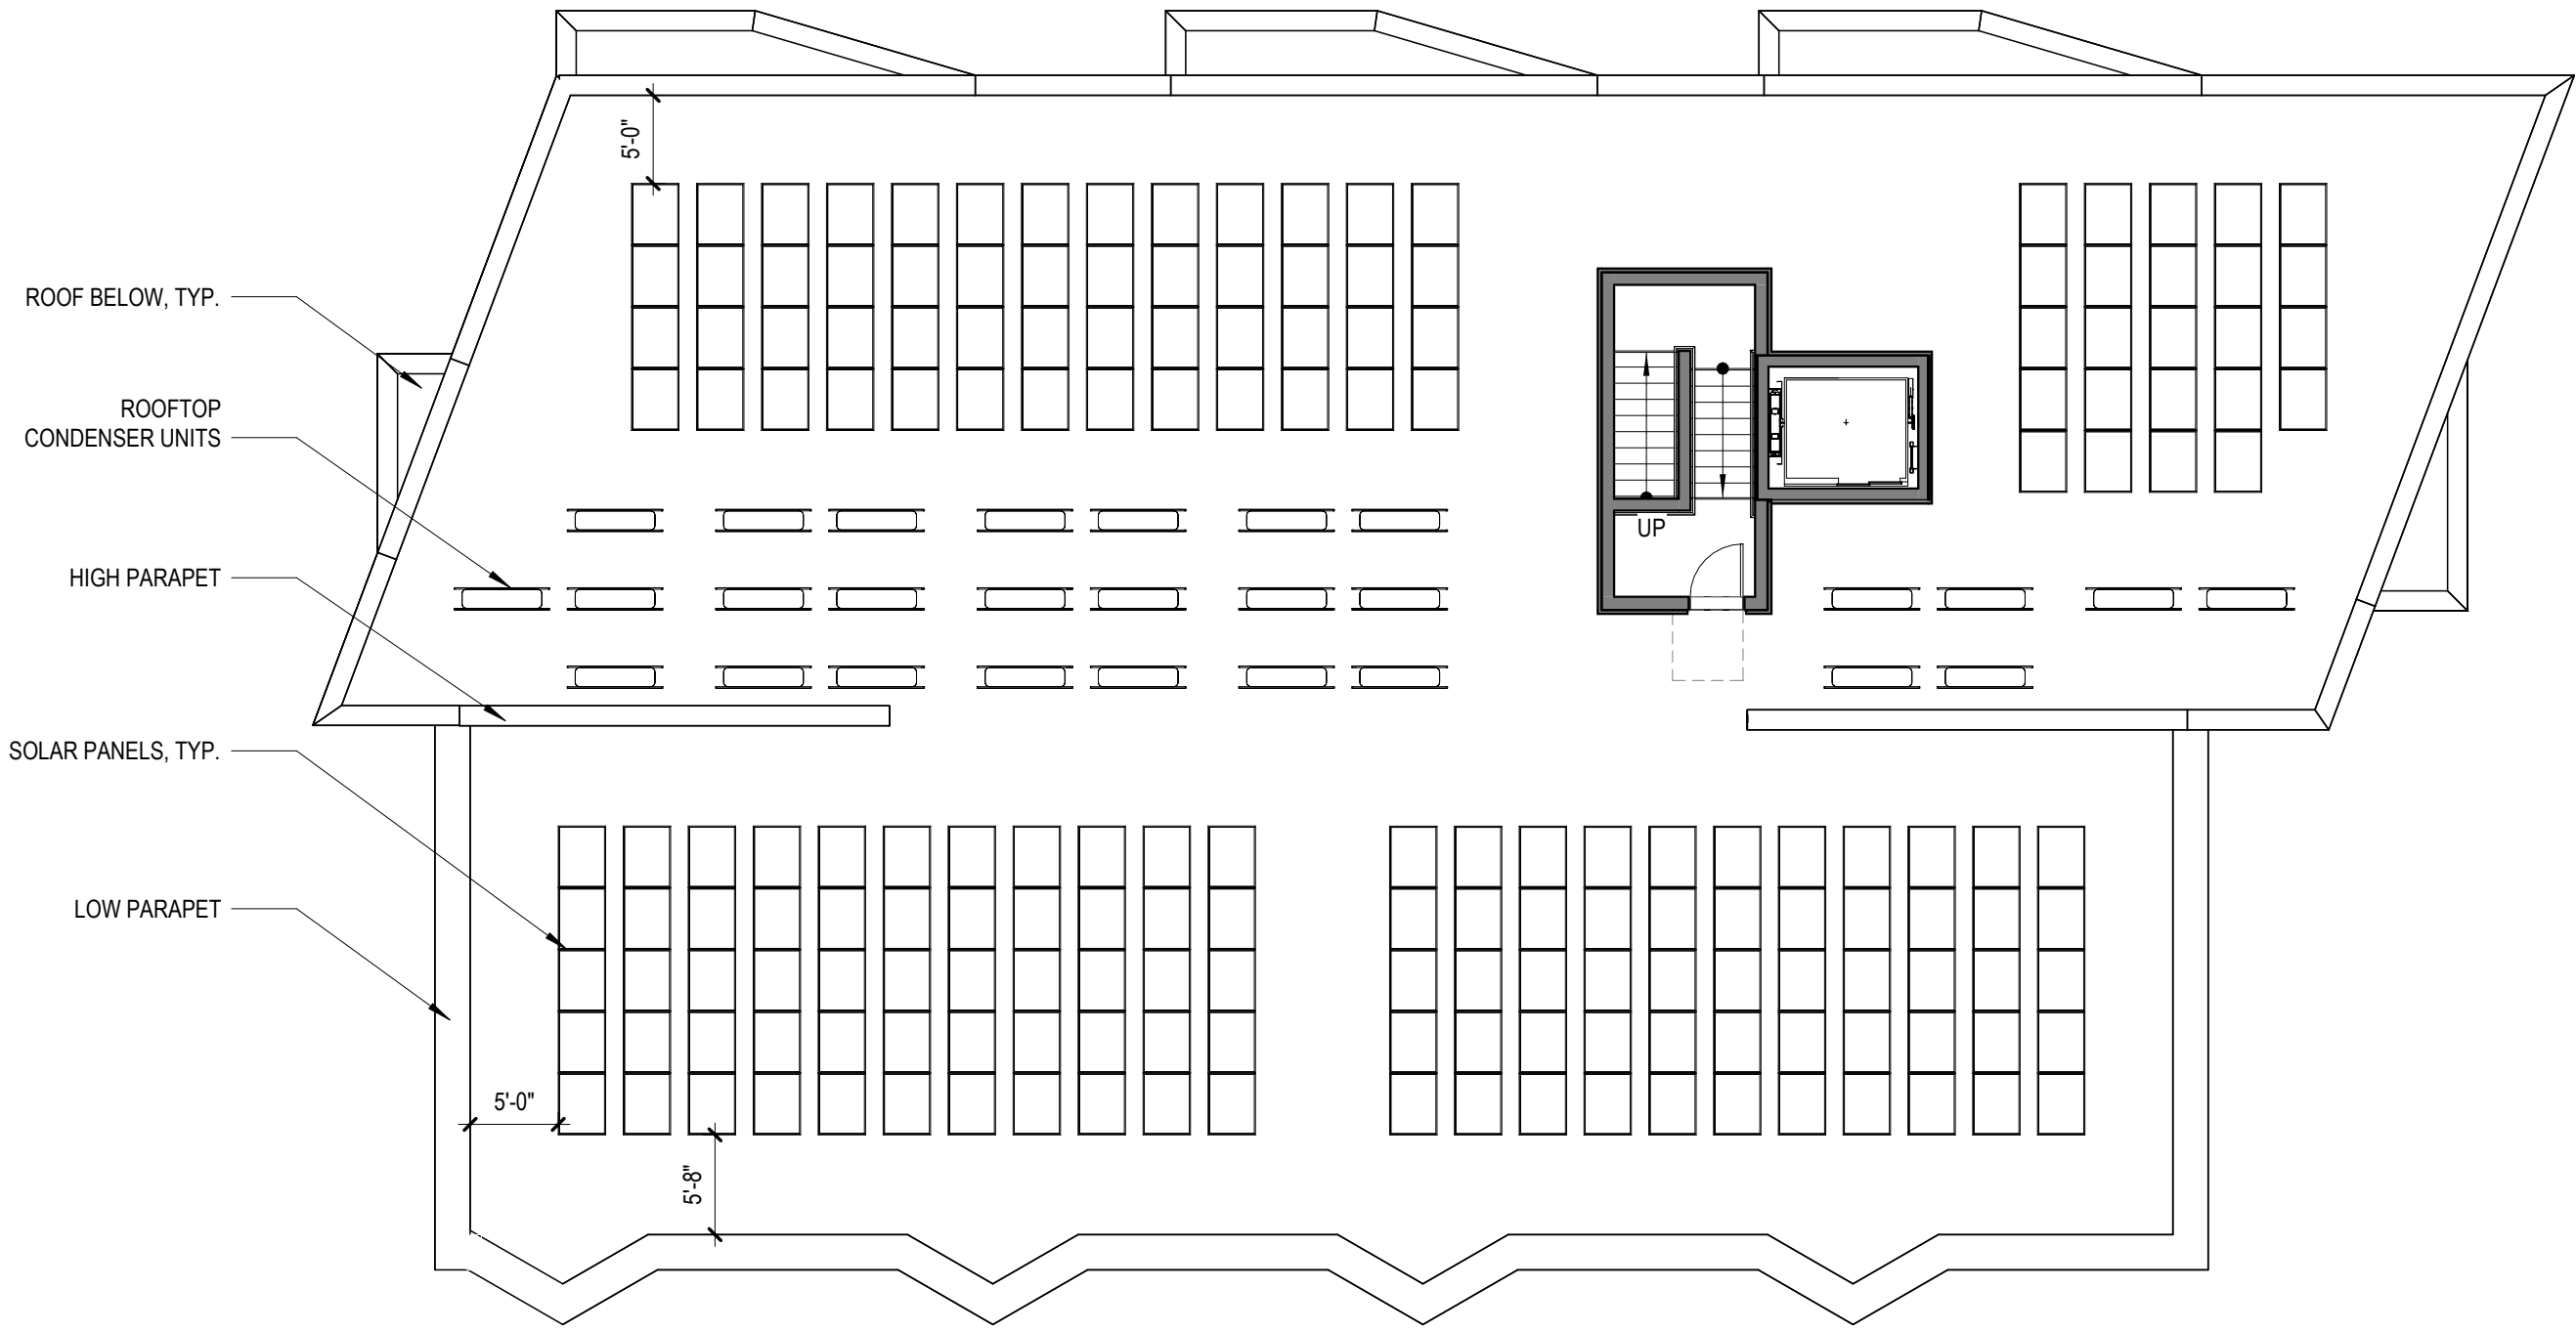 5'-0"
ROOF BELOW, TYP.
ROOFTOP
CONDENSER UNITS
UP
HIGH PARAPET
SOLAR PANELS, TYP.
LOW PARAPET
5'-0"
5'-8"